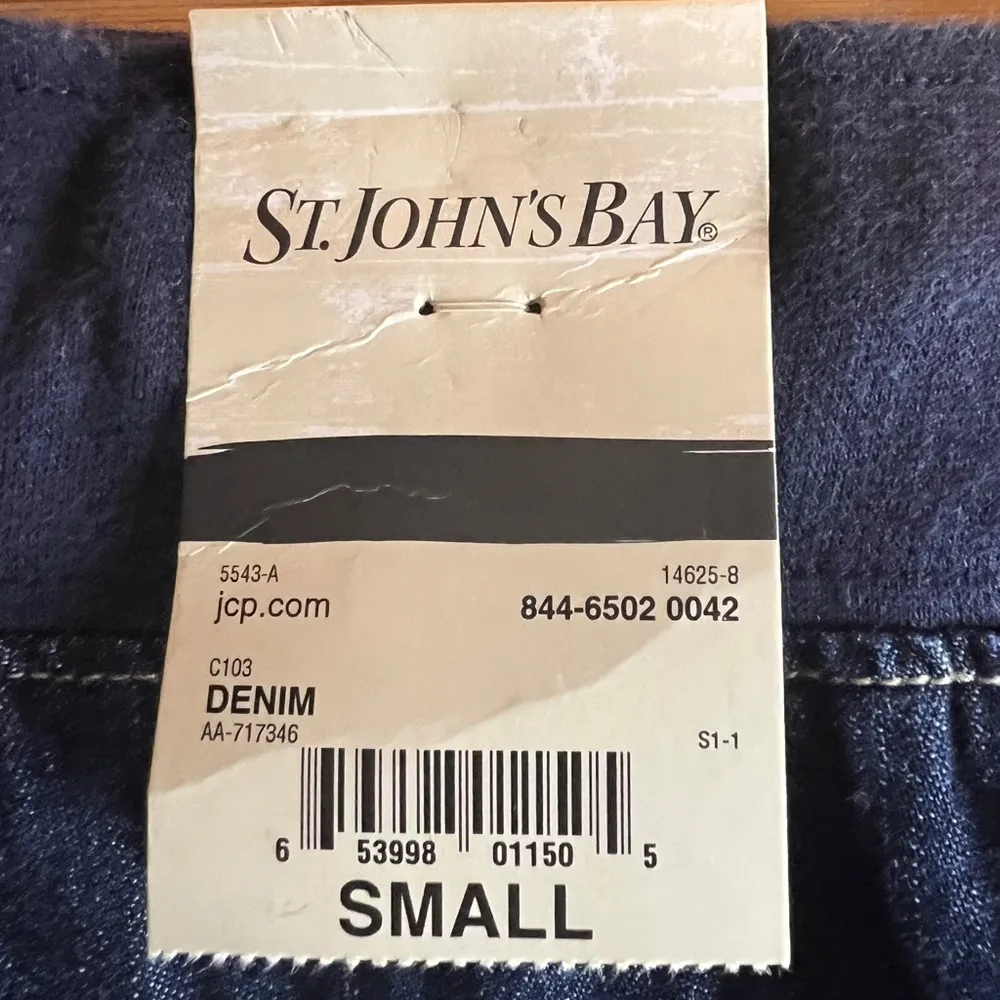 ST. JOHN'S BAY®
5543-A 14625-8
jcp.com 844-6502 0042
C103
DENIM
AA-717346 S1-1
6 53998 01150 5
SMALL